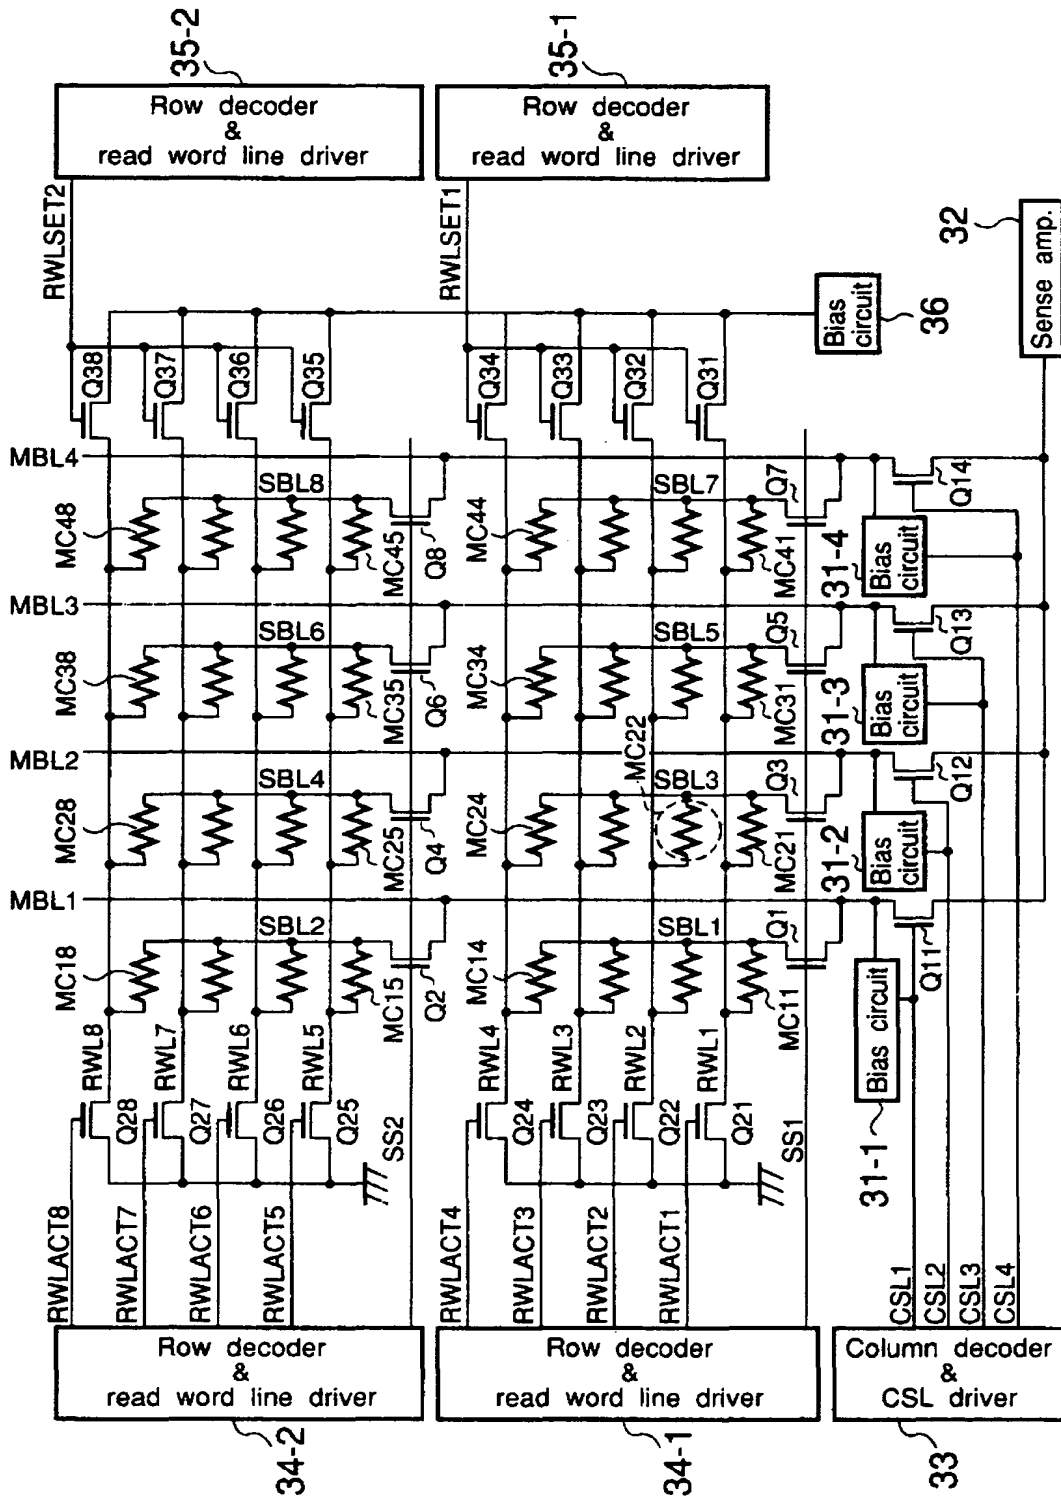 35-2
35-1
Row decoder
&
read word line driver
Row decoder
&
read word line driver
RWLSET2
RWLSET1
32
Sense amp.
36
Bias
circuit
Q38
Q37
Q36
Q35
Q34
Q33
Q32
Q31
MBL4
MC48
SBL8
MC45
Q8
MC44
SBL7
MC41
Q7
31-4
Bias
circuit
Q14
MBL3
MC38
SBL6
MC35
Q6
MC34
SBL5
MC31
Q5
31-3
Bias
circuit
Q13
MBL2
MC28
SBL4
MC25
Q4
MC24
MC22
SBL3
MC21
Q3
31-2
Bias
circuit
Q12
MBL1
MC18
SBL2
MC15
Q2
MC14
SBL1
MC11
Q1
Bias circuit
Q11
31-1
RWL8
RWL7
RWL6
RWL5
RWL4
RWL3
RWL2
RWL1
Q28
Q27
Q26
Q25
SS2
Q24
Q23
Q22
Q21
SS1
RWLACT8
RWLACT7
RWLACT6
RWLACT5
RWLACT4
RWLACT3
RWLACT2
RWLACT1
CSL1
CSL2
CSL3
CSL4
Row decoder
&
read word line driver
Row decoder
&
read word line driver
Column decoder
&
CSL driver
34-2
34-1
33